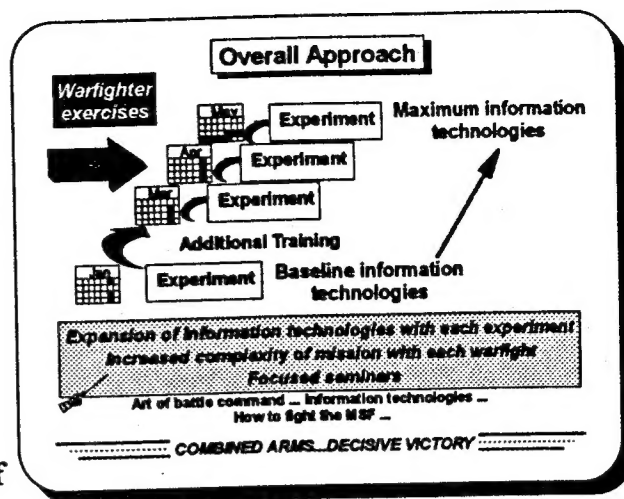 Overall Approach
Warfighter
exercises
May
Experiment
Maximum information
technologies
Apr
Experiment
Mar
Experiment
Additional Training
Jan
Experiment
Baseline information
technologies
Expansion of information technologies with each experiment
Increased complexity of mission with each warfight
Focused seminars
Art of battle command ... Information technologies ...
How to fight the MSF ...
COMBINED ARMS...DECISIVE VICTORY
f